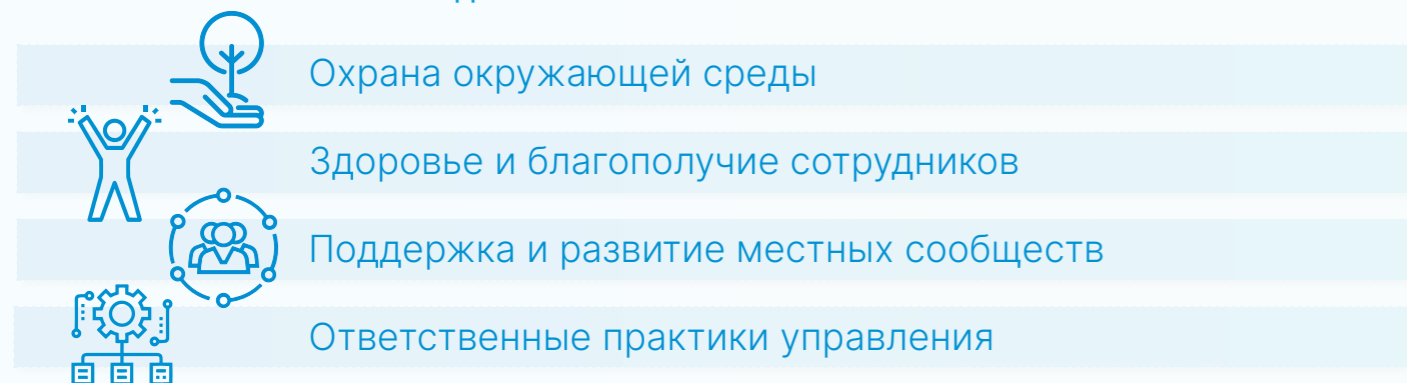 Охрана окружающей среды
Здоровье и благополучие сотрудников
Поддержка и развитие местных сообществ
Ответственные практики управления